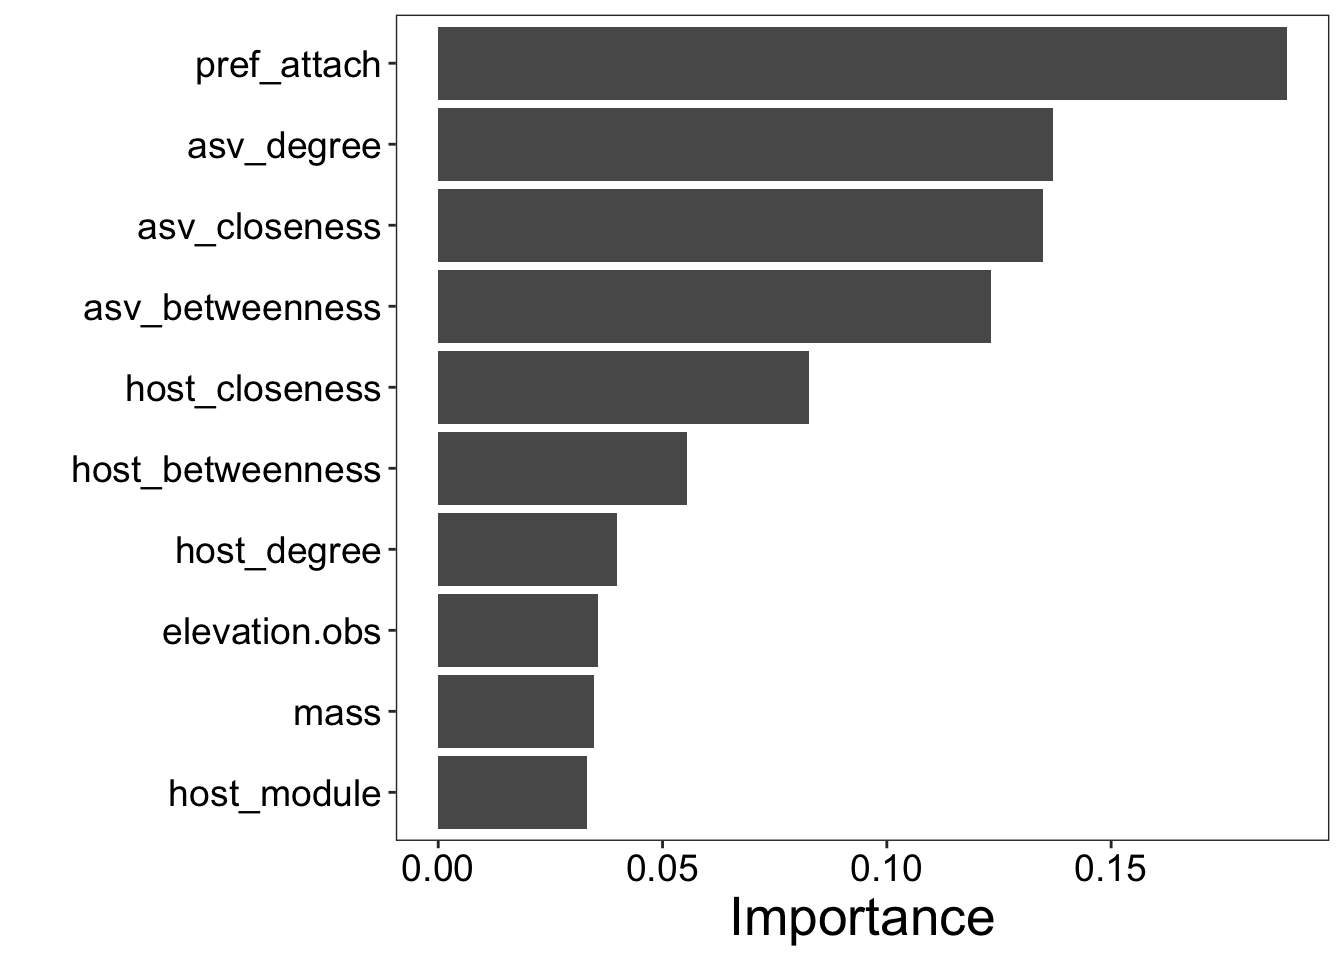 pref_attach
asv_degree
asv_closeness
asv_betweenness
host_closeness
host_betweenness
host_degree
elevation.obs
mass
host_module
0.00 0.05 0.10 0.15
Importance